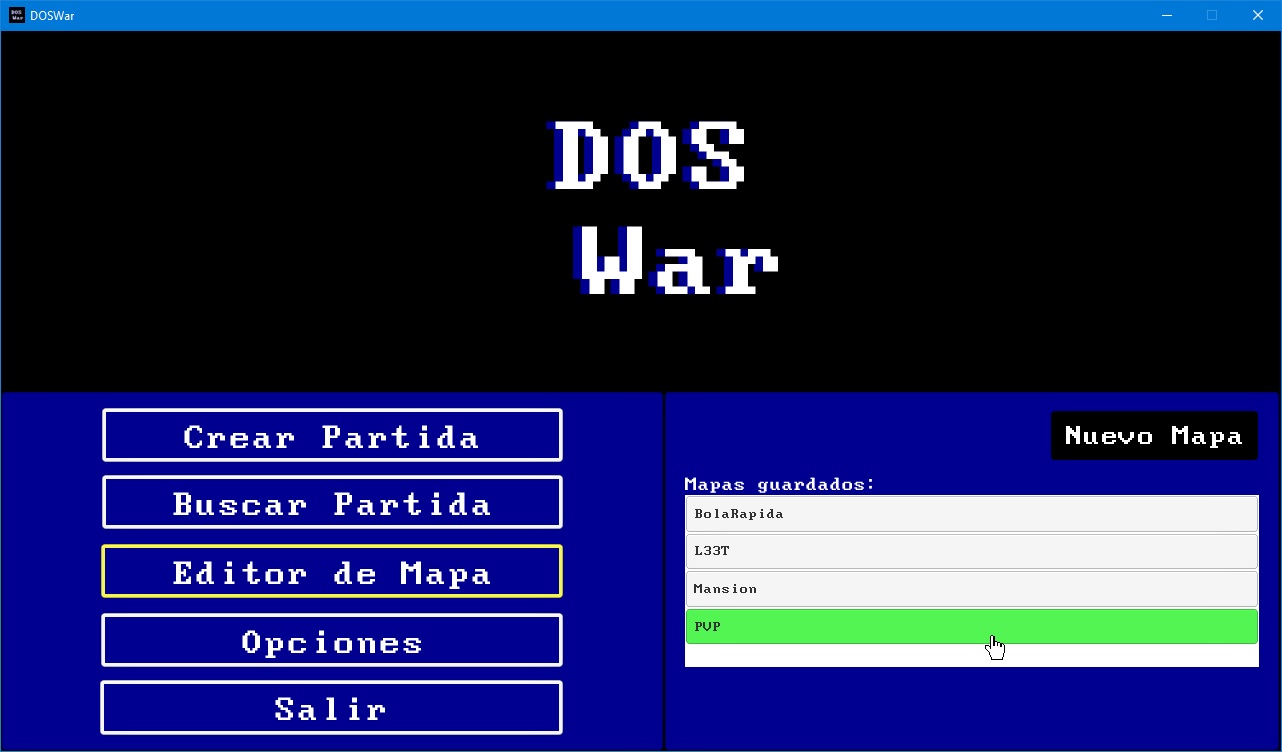 DOSWar
DOS
War
Crear Partida
Buscar Partida
Editor de Mapa
Opciones
Salir
Nuevo Mapa
Mapas guardados:
BolaRapida
L33T
Mansion
PVP